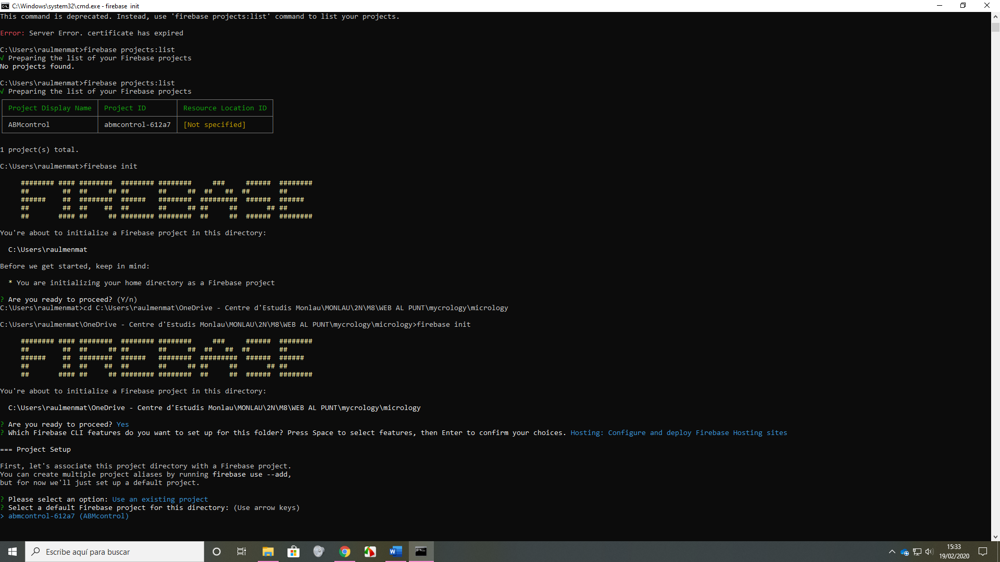 C:\Windows\system32\cmd.exe - firebase  init
This command is deprecated. Instead, use 'firebase projects:list' command to list your projects.
Error: Server Error. certificate has expired
C:\Users\raulmenmat>firebase projects:list
√ Preparing the list of your Firebase projects
No projects found.
C:\Users\raulmenmat>firebase projects:list
√ Preparing the list of your Firebase projects
Project Display Name │ Project ID │ Resource Location ID
ABMcontrol │ abmcontrol-612a7 │ [Not specified]
1 project(s) total.
C:\Users\raulmenmat>firebase init
FIREBASE
You're about to initialize a Firebase project in this directory:
C:\Users\raulmenmat
Before we get started, keep in mind:
* You are initializing your home directory as a Firebase project
? Are you ready to proceed? (Y/n)
C:\Users\raulmenmat>cd C:\Users\raulmenmat\OneDrive - Centre d'Estudis Monlau\MONLAU\2N\M8\WEB AL PUNT\mycrology\micrology
C:\Users\raulmenmat\OneDrive - Centre d'Estudis Monlau\MONLAU\2N\M8\WEB AL PUNT\mycrology\micrology>firebase init
FIREBASE
You're about to initialize a Firebase project in this directory:
C:\Users\raulmenmat\OneDrive - Centre d'Estudis Monlau\MONLAU\2N\M8\WEB AL PUNT\mycrology\micrology
? Are you ready to proceed? Yes
? Which Firebase CLI features do you want to set up for this folder? Press Space to select features, then Enter to confirm your choices. Hosting: Configure and deploy Firebase Hosting sites
=== Project Setup
First, let's associate this project directory with a Firebase project.
You can create multiple project aliases by running firebase use --add,
but for now we'll just set up a default project.
? Please select an option: Use an existing project
? Select a default Firebase project for this directory: (Use arrow keys)
> abmcontrol-612a7 (ABMcontrol)
Escribe aquí para buscar
15:33
19/02/2020